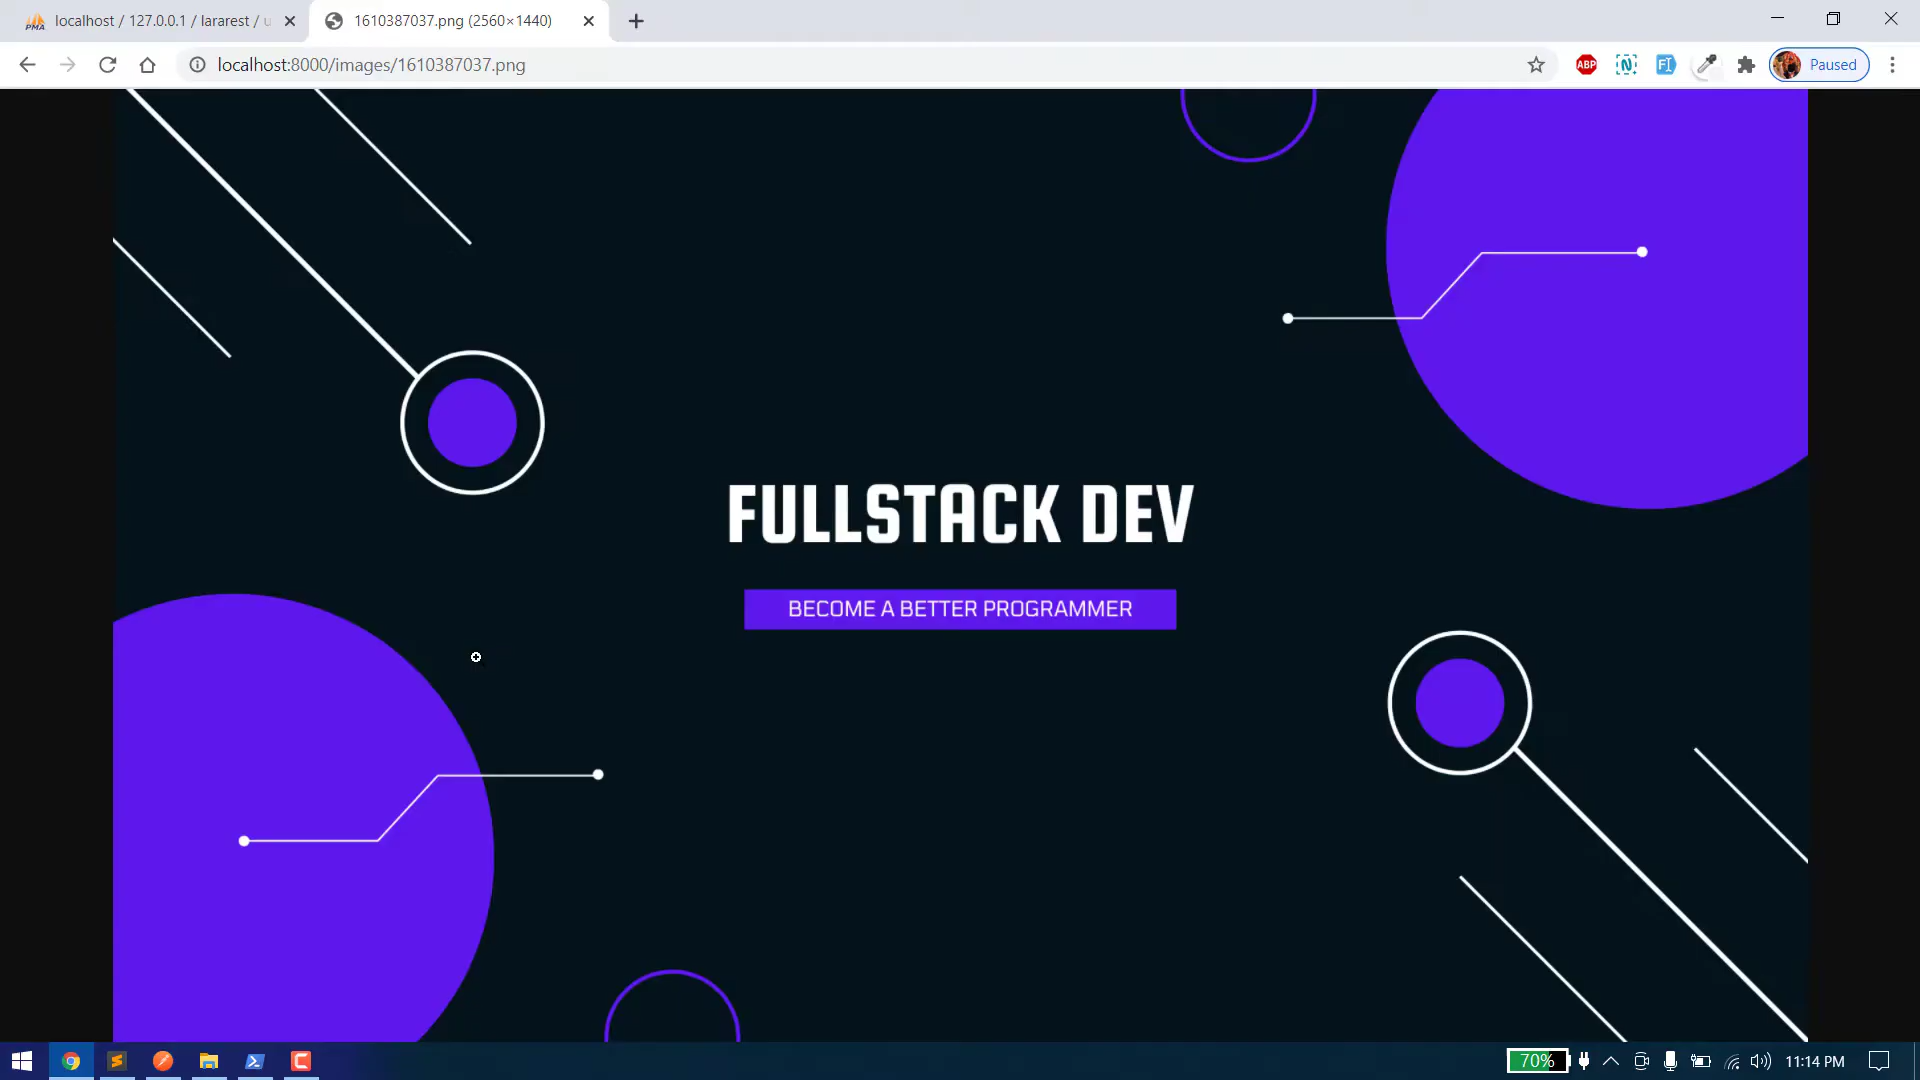 localhost / 127.0.0.1 / lararest / u
1610387037.png (2560×1440)
localhost:8000/images/1610387037.png
ABP
Paused
FULLSTACK DEV
BECOME A BETTER PROGRAMMER
70%
11:14 PM